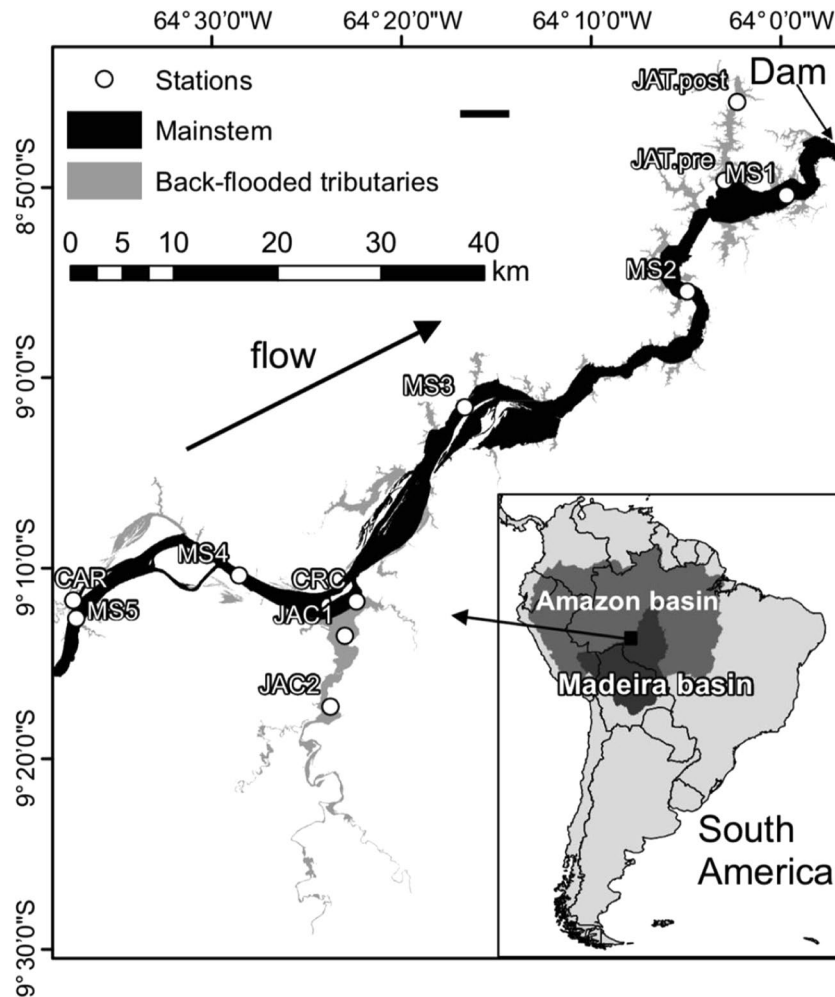 64°30'0"W 64°20'0"W 64°10'0"W 64°0'0"W
Stations
Mainstem
Back-flooded tributaries
0 5 10 20 30 40
km
flow
JAT.post
Dam
JAT.pre
MS1
MS2
MS3
MS4
CAR
MS5
CRC
JAC1
JAC2
8°50'0"S
9°0'0"S
9°10'0"S
9°20'0"S
9°30'0"S
Amazon basin
Madeira basin
South
America